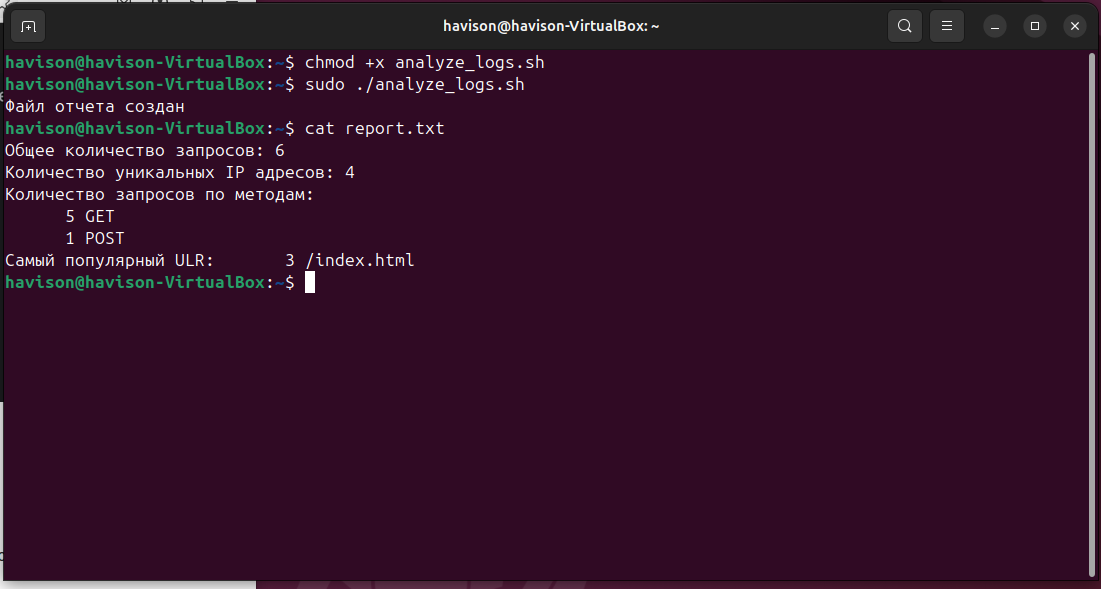 havison@havison-VirtualBox: ~
havison@havison-VirtualBox:~$ chmod +x analyze_logs.sh
havison@havison-VirtualBox:~$ sudo ./analyze_logs.sh
Файл отчета создан
havison@havison-VirtualBox:~$ cat report.txt
Общее количество запросов: 6
Количество уникальных IP адресов: 4
Количество запросов по методам:
      5 GET
      1 POST
Самый популярный ULR:       3 /index.html
havison@havison-VirtualBox:~$